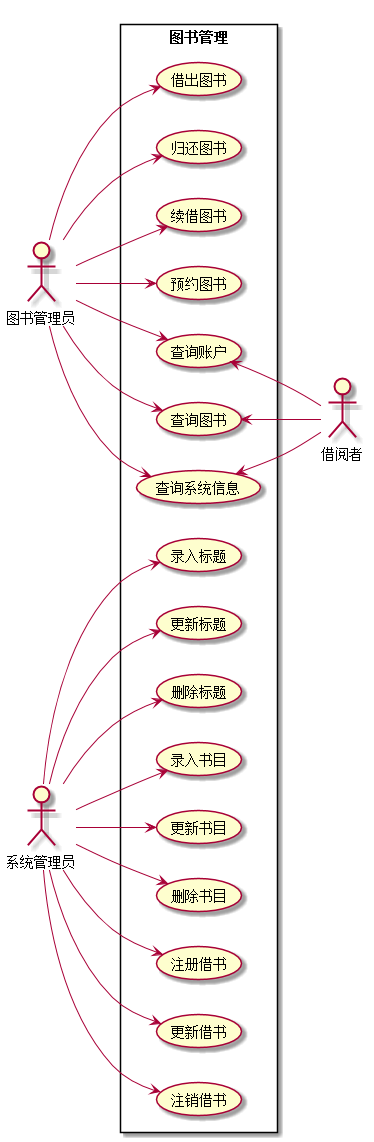 图书管理
借出图书
归还图书
续借图书
预约图书
图书管理员
查询账户
查询图书
借阅者
查询系统信息
录入标题
更新标题
删除标题
录入书目
更新书目
系统管理员
删除书目
注册借书
更新借书
注销借书